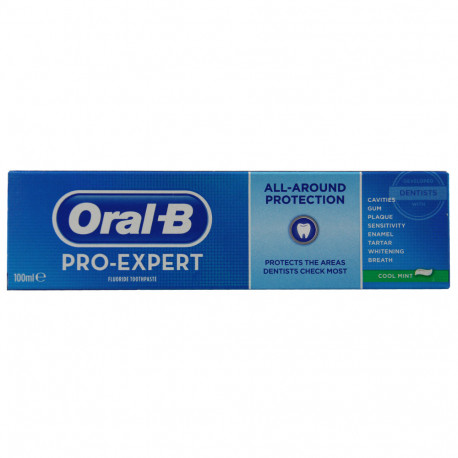 Oral-B
PRO-EXPERT
100ml e
FLUORIDE TOOTHPASTE
ALL-AROUND
PROTECTION
PROTECTS THE AREAS
DENTISTS CHECK MOST
DENTISTS
CAVITIES
GUM
PLAQUE
SENSITIVITY
ENAMEL
TARTAR
WHITENING
BREATH
COOL MINT